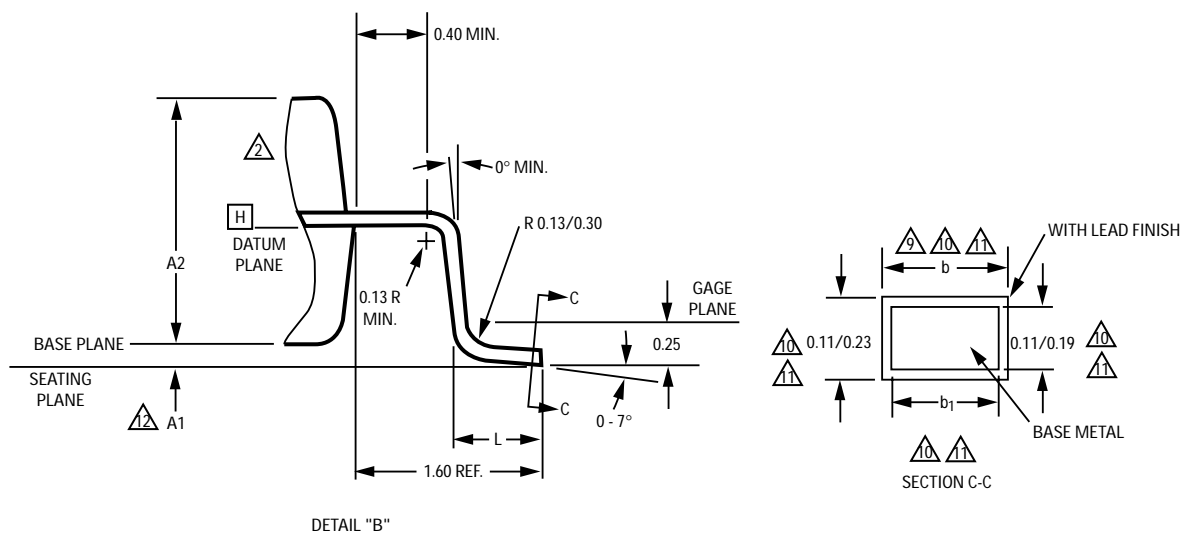 0.40 MIN.
2
0° MIN.
H
DATUM
PLANE
A2
R 0.13/0.30
0.13 R
MIN.
C
GAGE
PLANE
0.25
BASE PLANE
SEATING
PLANE
12 A1
C
0 - 7°
L
1.60 REF.
DETAIL "B"
WITH LEAD FINISH
9 10 11
b
10 0.11/0.23
11
0.11/0.19 10
11
b1
BASE METAL
10 11
SECTION C-C